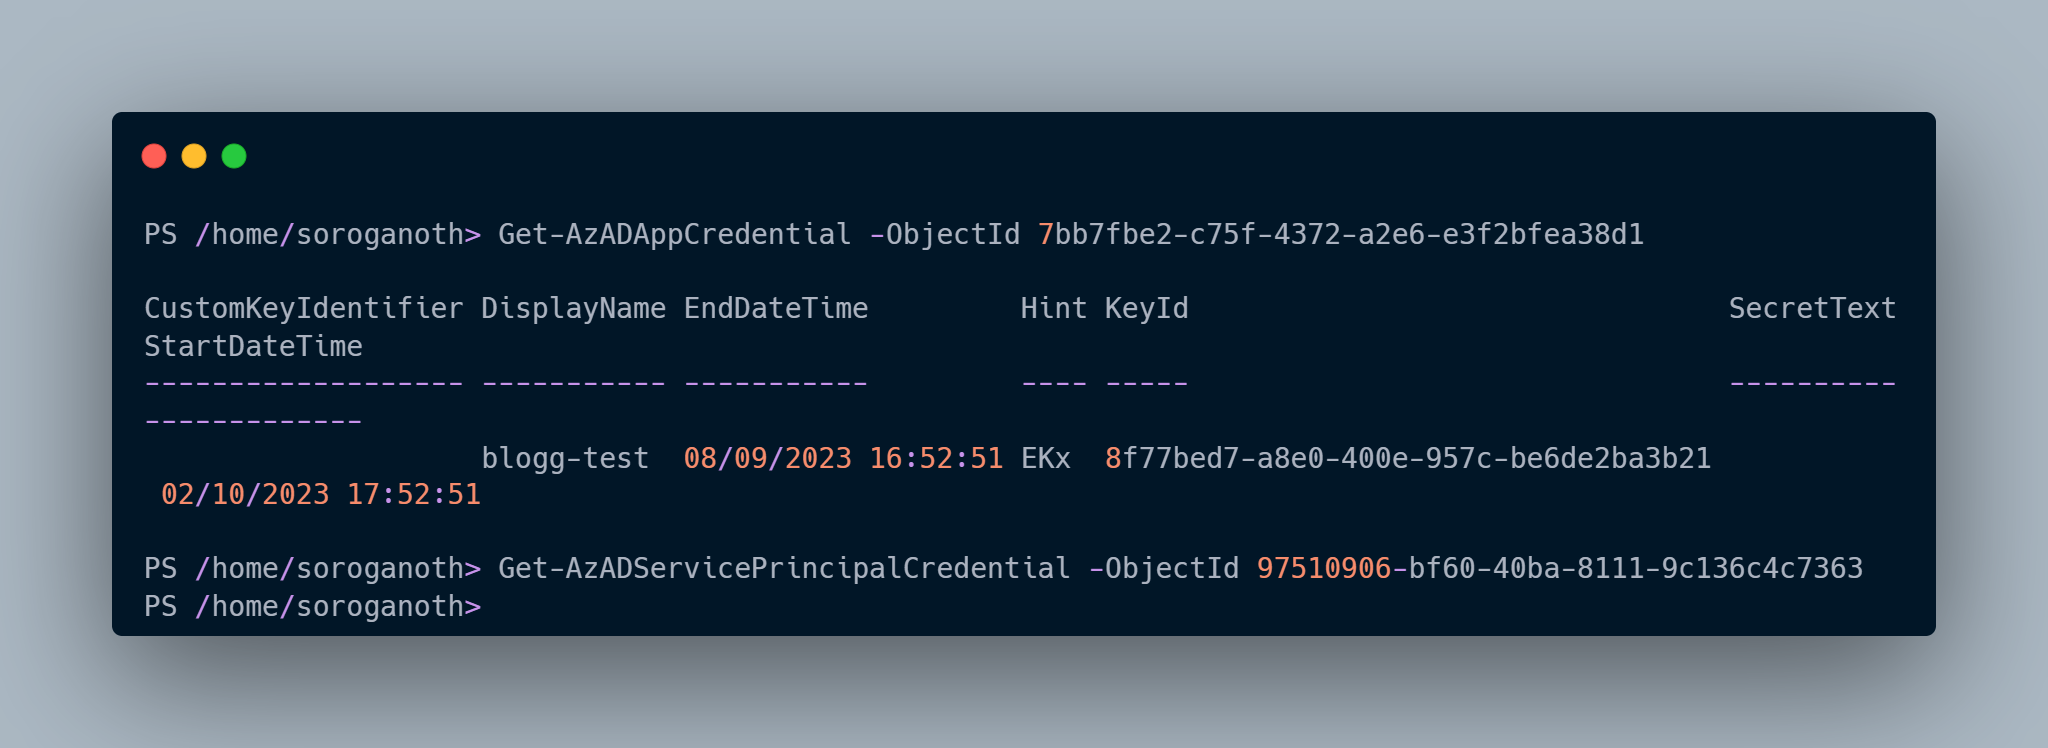 PS /home/soroganoth> Get-AzADAppCredential -ObjectId 7bb7fbe2-c75f-4372-a2e6-e3f2bfea38d1
CustomKeyIdentifier DisplayName EndDateTime         Hint KeyId                                SecretText
StartDateTime
------------------- ----------- -----------         ---- -----                                ----------
-------------
                    blogg-test  08/09/2023 16:52:51 EKx  8f77bed7-a8e0-400e-957c-be6de2ba3b21
 02/10/2023 17:52:51
PS /home/soroganoth> Get-AzADServicePrincipalCredential -ObjectId 97510906-bf60-40ba-8111-9c136c4c7363
PS /home/soroganoth>